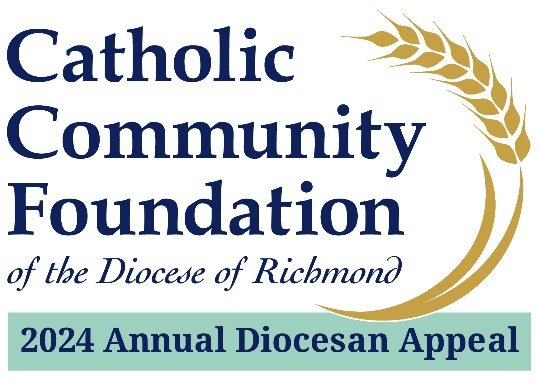 Catholic
Community
Foundation
of the Diocese of Richmond
2024 Annual Diocesan Appeal